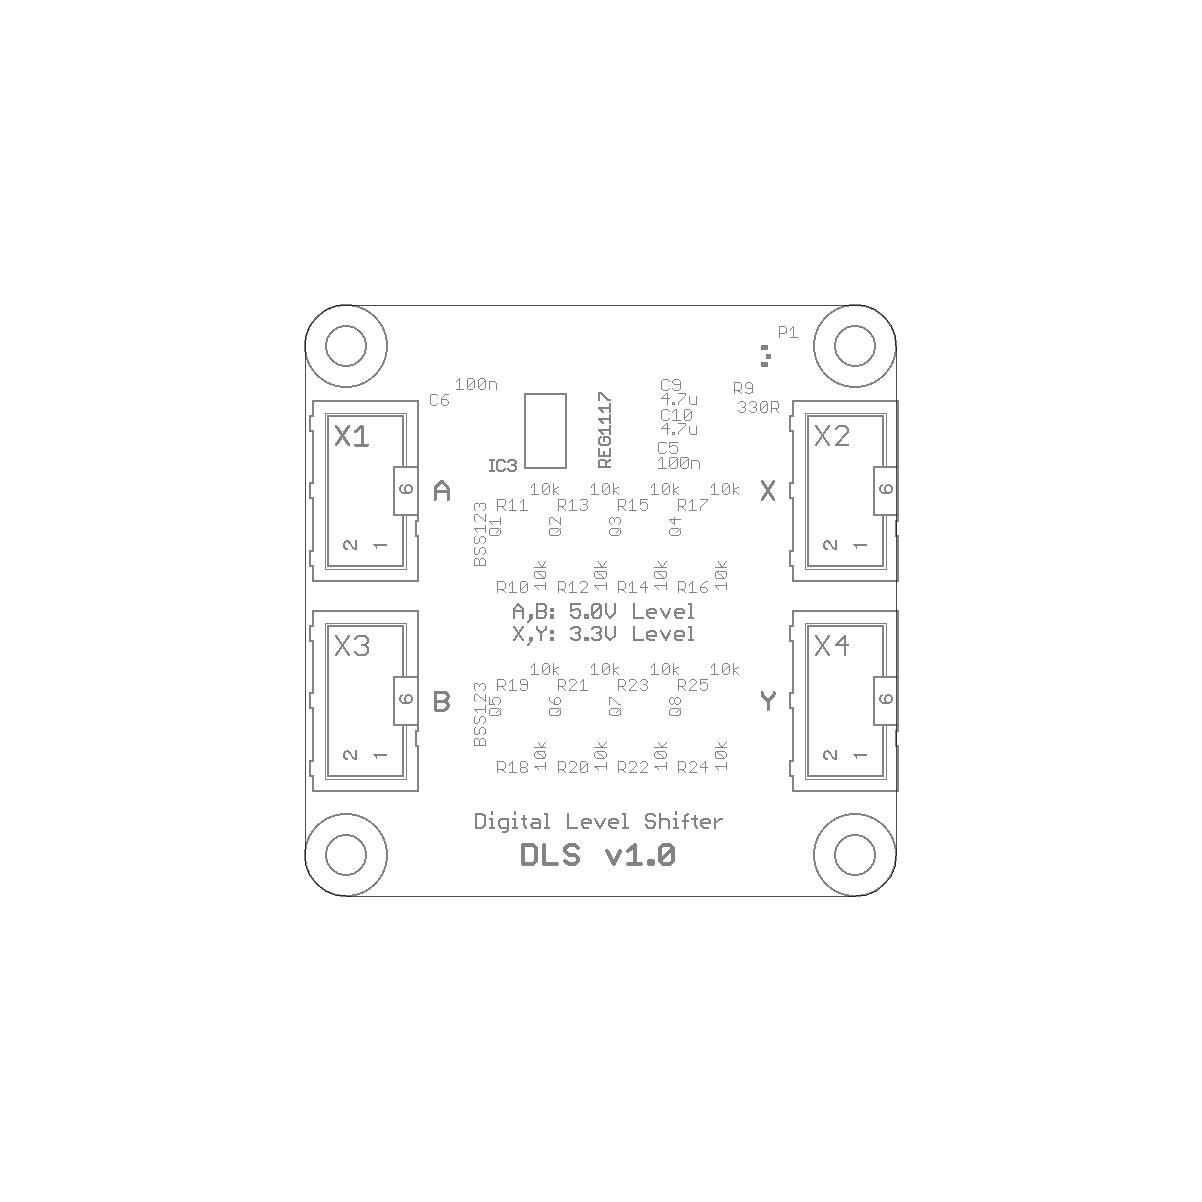 P1
100n
C9
R9
C6
4.7u
330R
C10
4.7u
X1
REG1117
X2
C5
IC3
100n
6
A
10k
10k
10k
10k
X
6
R11
R13
R15
R17
BSS123
Q1
Q2
Q3
Q4
2 1
2 1
R10
10k
R12
10k
R14
10k
R16
10k
A,B: 5.0V Level
X,Y: 3.3V Level
X3
X4
10k
10k
10k
10k
R19
R21
R23
R25
6
B
BSS123
Q5
Q6
Q7
Q8
Y
6
2 1
2 1
R18
10k
R20
10k
R22
10k
R24
10k
Digital Level Shifter
DLS v1.0